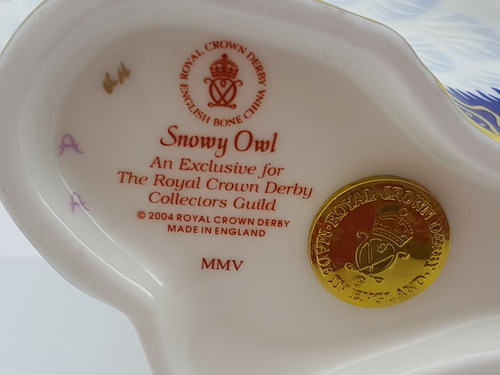 ROYAL CROWN DERBY
ENGLISH BONE CHINA
Snowy Owl
An Exclusive for
The Royal Crown Derby
Collectors Guild
© 2004 ROYAL CROWN DERBY
MADE IN ENGLAND
MMV
A
A
ROYAL CROWN DERBY
MADE IN ENGLAND